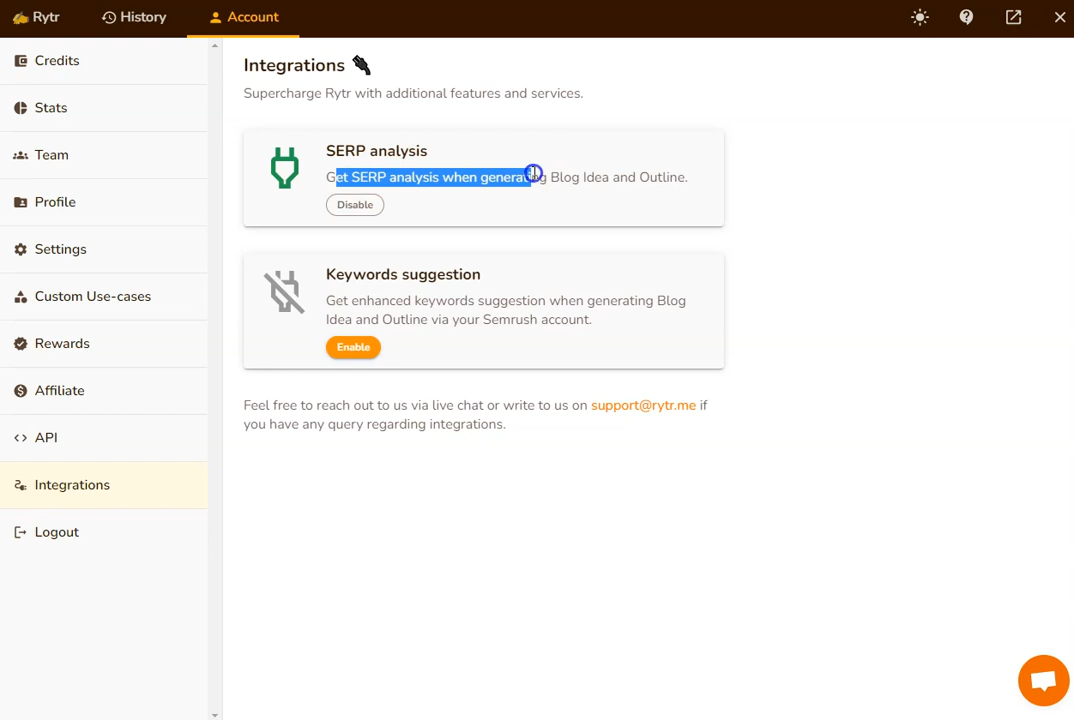 Rytr
History
Account
Credits
Stats
Team
Profile
Settings
Custom Use-cases
Rewards
Affiliate
API
Integrations
Logout
Integrations
Supercharge Rytr with additional features and services.
SERP analysis
Get SERP analysis when generating Blog Idea and Outline.
Disable
Keywords suggestion
Get enhanced keywords suggestion when generating Blog
Idea and Outline via your Semrush account.
Enable
Feel free to reach out to us via live chat or write to us on support@rytr.me if
you have any query regarding integrations.